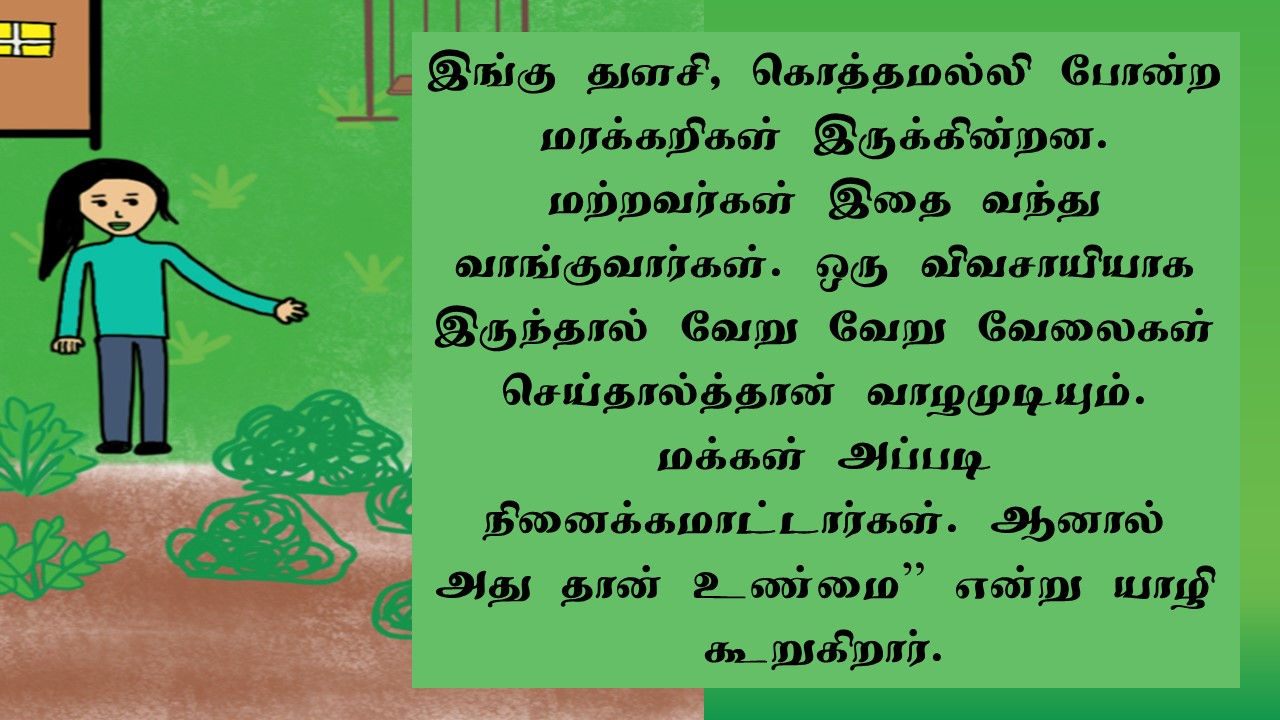 இங்கு துளசி, கொத்தமல்லி போன்ற
மரக்கறிகள் இருக்கின்றன.
மற்றவர்கள் இதை வந்து
வாங்குவார்கள். ஒரு விவசாயியாக
இருந்தால் வேறு வேறு வேலைகள்
செய்தால்த்தான் வாழமுடியும்.
மக்கள் அப்படி
நினைக்கமாட்டார்கள். ஆனால்
அது தான் உண்மை” என்று யாழி
கூறுகிறார்.